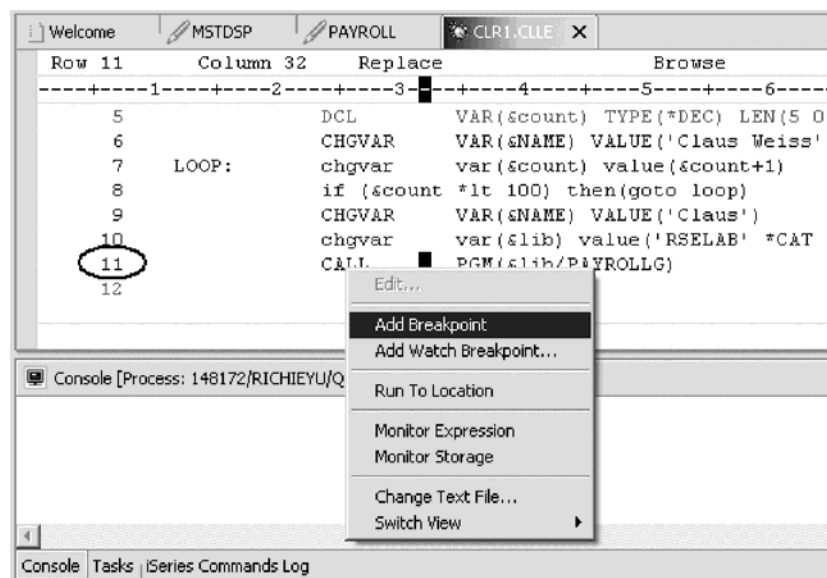 Welcome MSTDSP PAYROLL CLR1.CLLE
Row 11 Column 32 Replace Browse
----+----1----+----2----+----3----+----4----+----5----+----6----
5 DCL VAR(&count) TYPE(*DEC) LEN(5 0
6 CHGVAR VAR(&NAME) VALUE('Claus Weiss'
7 LOOP: chgvar var(&count) value(&count+1)
8 if (&count *lt 100) then(goto loop)
9 CHGVAR VAR(&NAME) VALUE('Claus')
10 chgvar var(&lib) value('RSELAB' *CAT
11 CALL PGM(&lib/PAYROLLG)
12
Edit...
Add Breakpoint
Add Watch Breakpoint...
Run To Location
Monitor Expression
Monitor Storage
Change Text File...
Switch View
Console [Process: 148172/RICHIEYU/Q
Console Tasks iSeries Commands Log